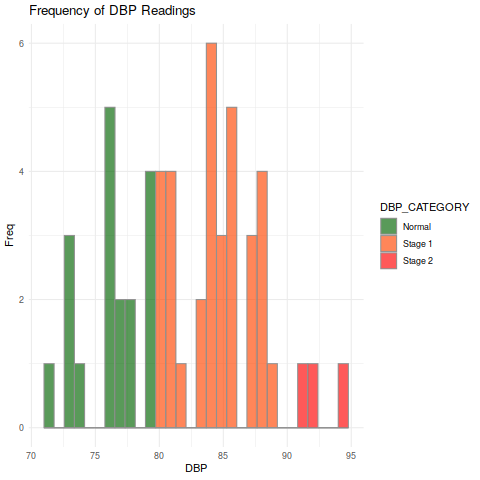 Frequency of DBP Readings
6
4
2
0
Freq
70 75 80 85 90 95
DBP
DBP_CATEGORY
Normal
Stage 1
Stage 2